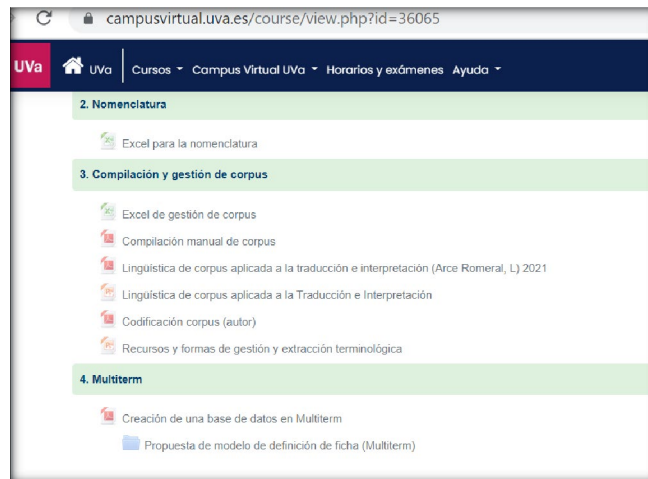 campusvirtual.uva.es/course/view.php?id=36065
UVa UVa Cursos Campus Virtual UVa Horarios y exámenes Ayuda
2. Nomenclatura
Excel para la nomenclatura
3. Compilación y gestión de corpus
Excel de gestión de corpus
Compilación manual de corpus
Lingüística de corpus aplicada a la traducción e interpretación (Arce Romeral, L) 2021
Lingüística de corpus aplicada a la Traducción e Interpretación
Codificación corpus (autor)
Recursos y formas de gestión y extracción terminológica
4. Multiterm
Creación de una base de datos en Multiterm
Propuesta de modelo de definición de ficha (Multiterm)